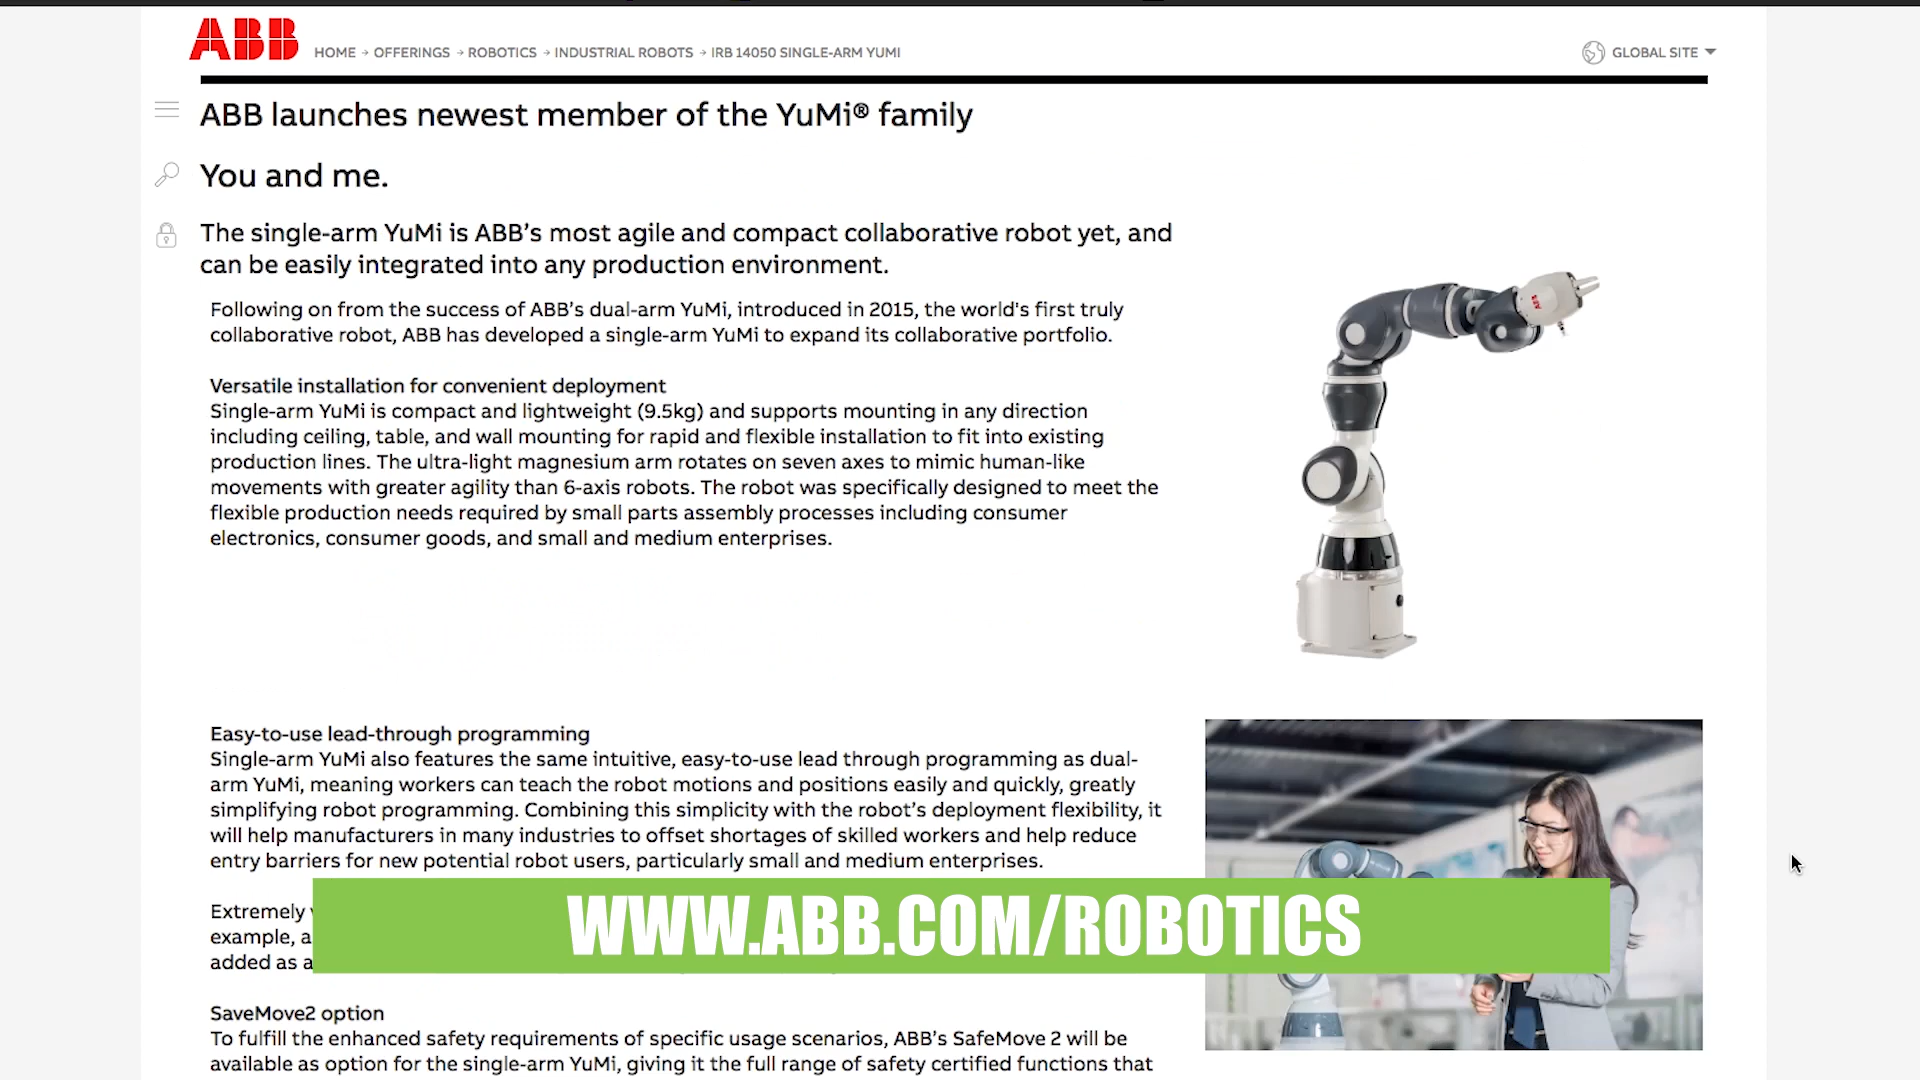 ABB
HOME → OFFERINGS → ROBOTICS → INDUSTRIAL ROBOTS → IRB 14050 SINGLE-ARM YUMI
GLOBAL SITE
ABB launches newest member of the YuMi® family
You and me.
The single-arm YuMi is ABB's most agile and compact collaborative robot yet, and
can be easily integrated into any production environment.
Following on from the success of ABB's dual-arm YuMi, introduced in 2015, the world's first truly
collaborative robot, ABB has developed a single-arm YuMi to expand its collaborative portfolio.
ABB
Versatile installation for convenient deployment
Single-arm YuMi is compact and lightweight (9.5kg) and supports mounting in any direction
including ceiling, table, and wall mounting for rapid and flexible installation to fit into existing
production lines. The ultra-light magnesium arm rotates on seven axes to mimic human-like
movements with greater agility than 6-axis robots. The robot was specifically designed to meet the
flexible production needs required by small parts assembly processes including consumer
electronics, consumer goods, and small and medium enterprises.
Easy-to-use lead-through programming
Single-arm YuMi also features the same intuitive, easy-to-use lead through programming as dual-
arm YuMi, meaning workers can teach the robot motions and positions easily and quickly, greatly
simplifying robot programming. Combining this simplicity with the robot's deployment flexibility, it
will help manufacturers in many industries to offset shortages of skilled workers and help reduce
entry barriers for new potential robot users, particularly small and medium enterprises.
Extremely
example, a
added as a
WWW.ABB.COM/ROBOTICS
SaveMove2 option
To fulfill the enhanced safety requirements of specific usage scenarios, ABB's SafeMove 2 will be
available as option for the single-arm YuMi, giving it the full range of safety certified functions that